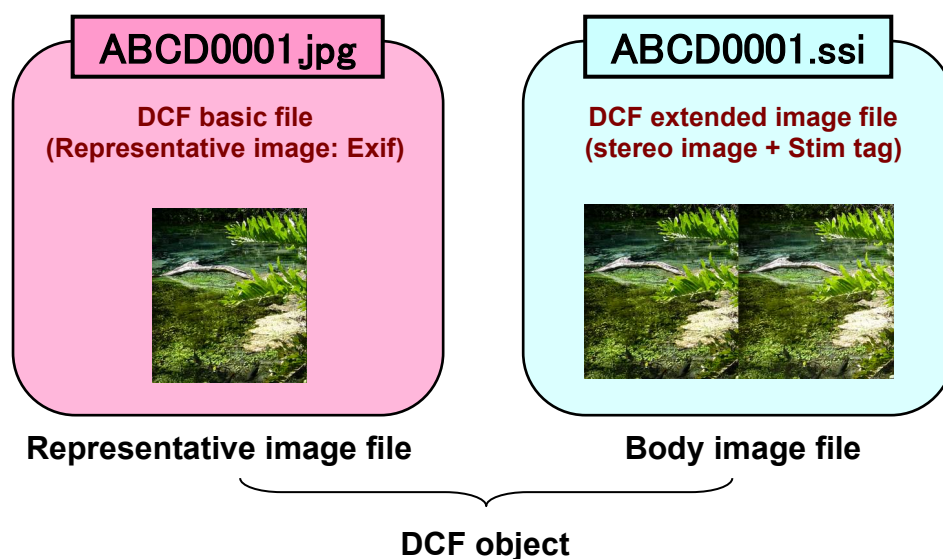 ABCD0001.jpg
DCF basic file
(Representative image: Exif)
Representative image file
ABCD0001.ssi
DCF extended image file
(stereo image + Stim tag)
Body image file
DCF object